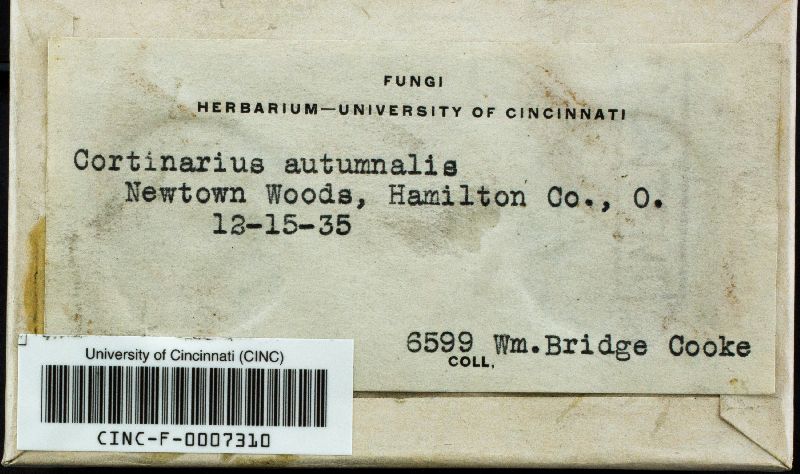 FUNGI
HERBARIUM—UNIVERSITY OF CINCINNATI
Cortinarius autumnalis
Newtown Woods, Hamilton Co., O.
12-15-35
6599 Wm.Bridge Cooke
COLL.
University of Cincinnati (CINC)
CINC-F-0007310